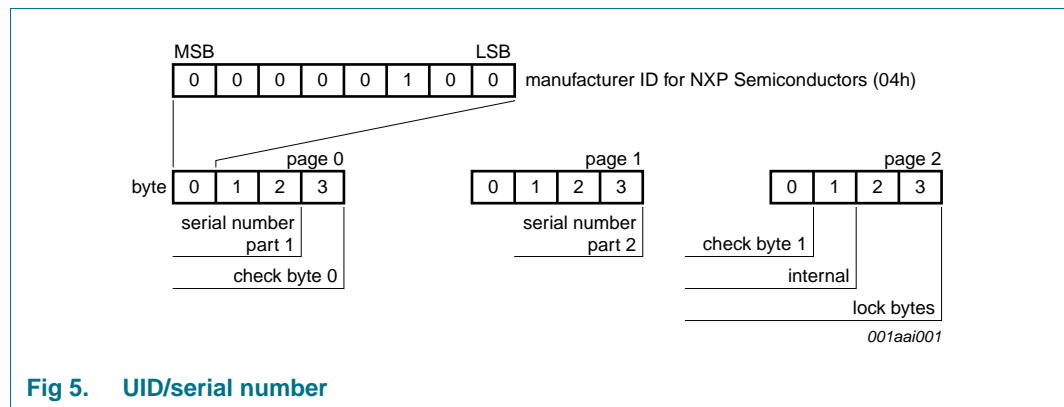 MSB LSB
0 0 0 0 0 1 0 0 manufacturer ID for NXP Semiconductors (04h)
page 0 page 1 page 2
byte 0 1 2 3 0 1 2 3 0 1 2 3
serial number
part 1
check byte 0
serial number
part 2
check byte 1
internal
lock bytes
001aai001
Fig 5. UID/serial number